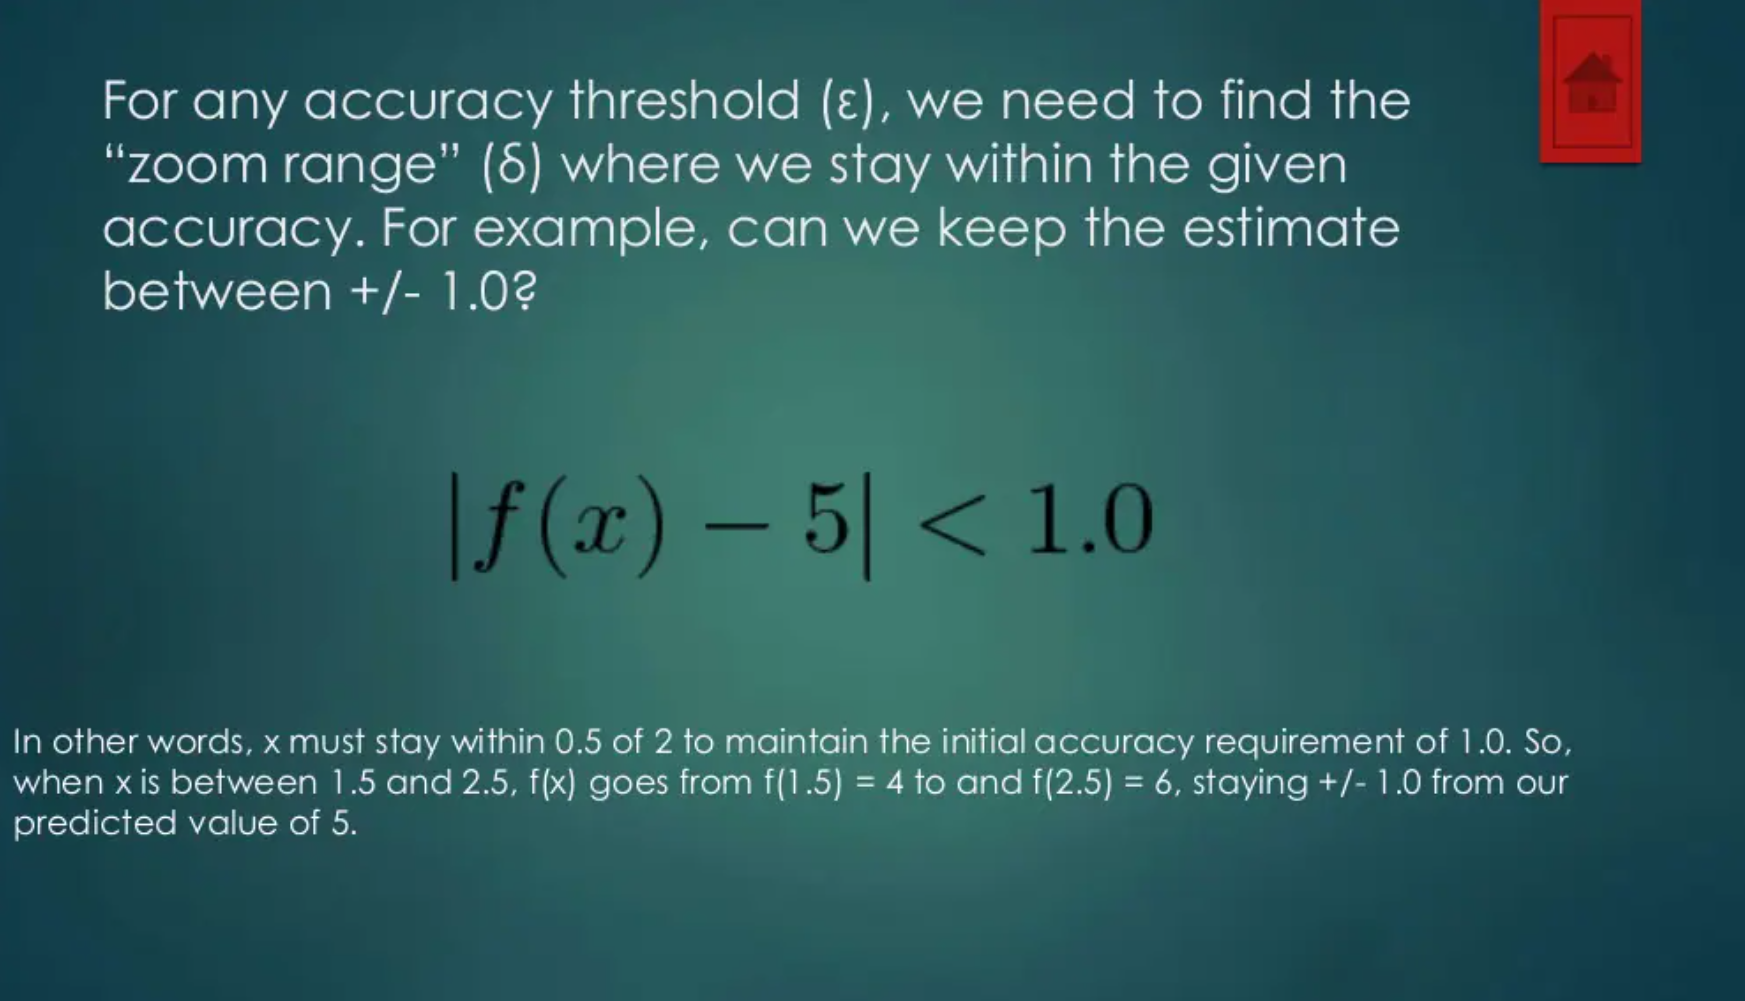 For any accuracy threshold (ε), we need to find the
“zoom range” (δ) where we stay within the given
accuracy. For example, can we keep the estimate
between +/- 1.0?
|f(x) − 5| < 1.0
In other words, x must stay within 0.5 of 2 to maintain the initial accuracy requirement of 1.0. So,
when x is between 1.5 and 2.5, f(x) goes from f(1.5) = 4 to and f(2.5) = 6, staying +/- 1.0 from our
predicted value of 5.